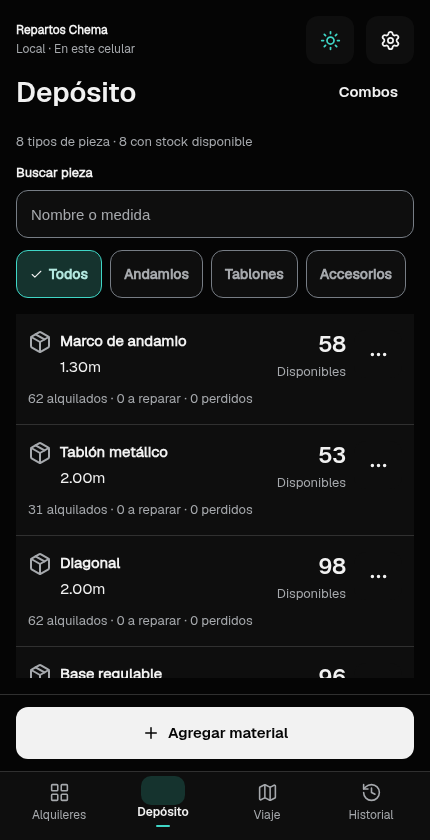 Repartos Chema
Local · En este celular
Depósito
Combos
8 tipos de pieza · 8 con stock disponible
Buscar pieza
Nombre o medida
Todos
Andamios
Tablones
Accesorios
Marco de andamio
58
1.30m
Disponibles
62 alquilados · 0 a reparar · 0 perdidos
Tablón metálico
53
2.00m
Disponibles
31 alquilados · 0 a reparar · 0 perdidos
Diagonal
98
2.00m
Disponibles
62 alquilados · 0 a reparar · 0 perdidos
Base regulable
96
Agregar material
Alquileres
Depósito
Viaje
Historial